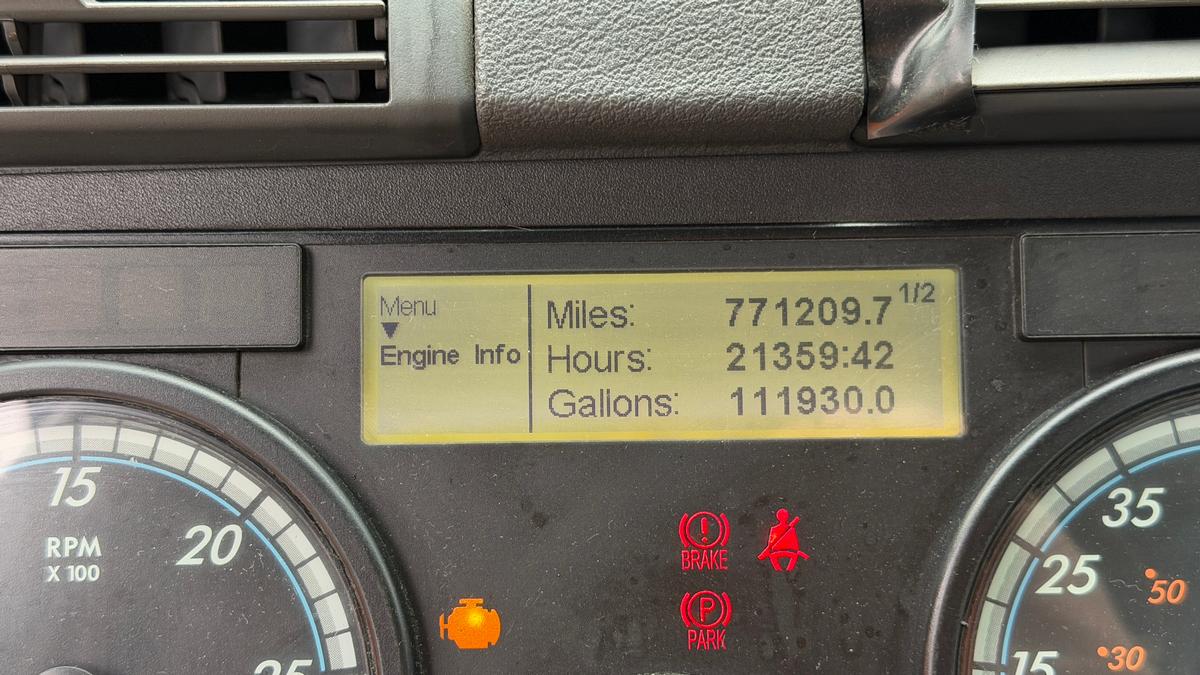 Menu
Engine Info
Miles: 771209.7 1/2
Hours: 21359:42
Gallons: 111930.0
15
20
25
RPM
X 100
BRAKE
P
PARK
35
25
15
50
30